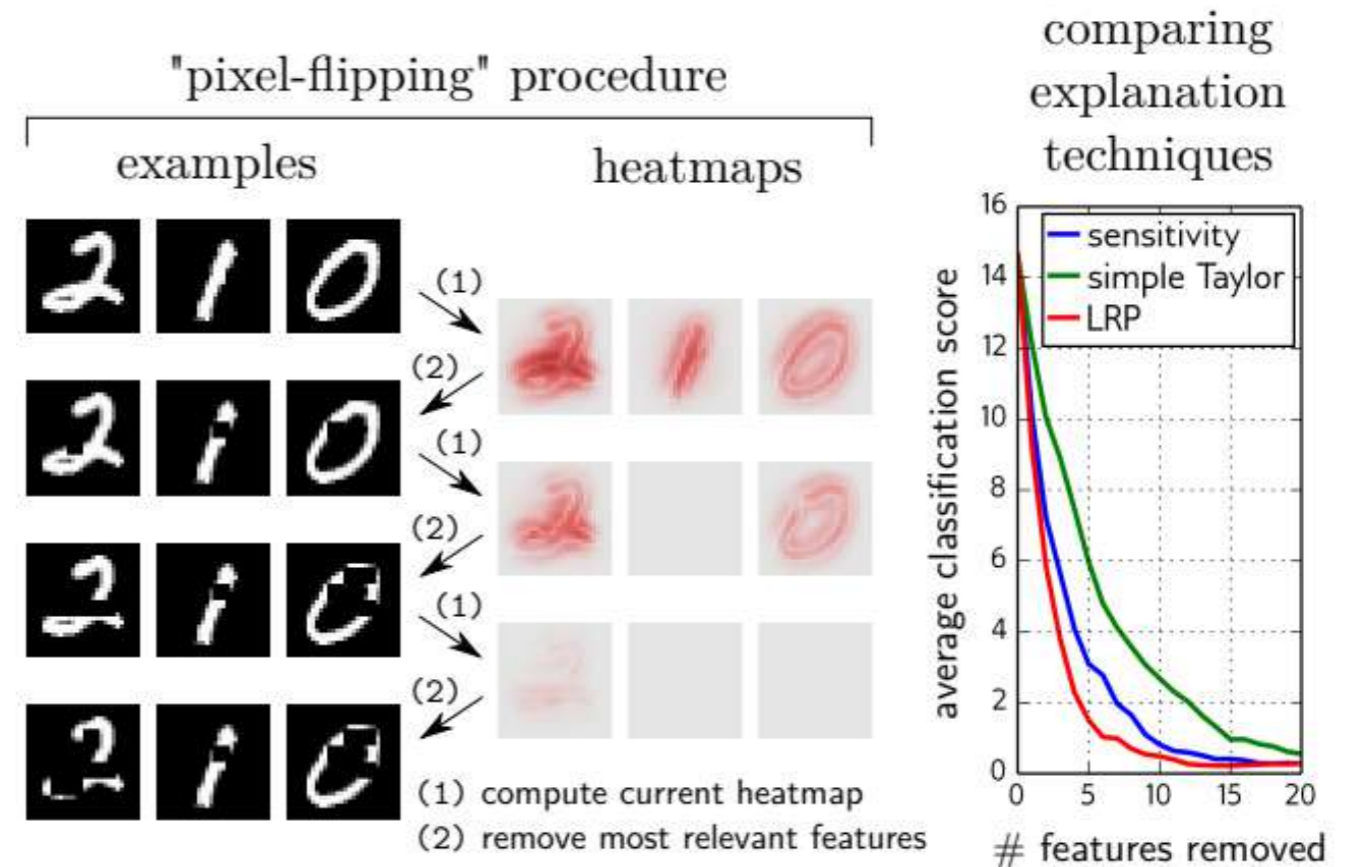 "pixel-flipping" procedure
examples
heatmaps
(1)
(2)
(1)
(2)
(1)
(2)
(1) compute current heatmap
(2) remove most relevant features
comparing
explanation
techniques
sensitivity
simple Taylor
LRP
average classification score
16
14
12
10
8
6
4
2
0
0 5 10 15 20
# features removed